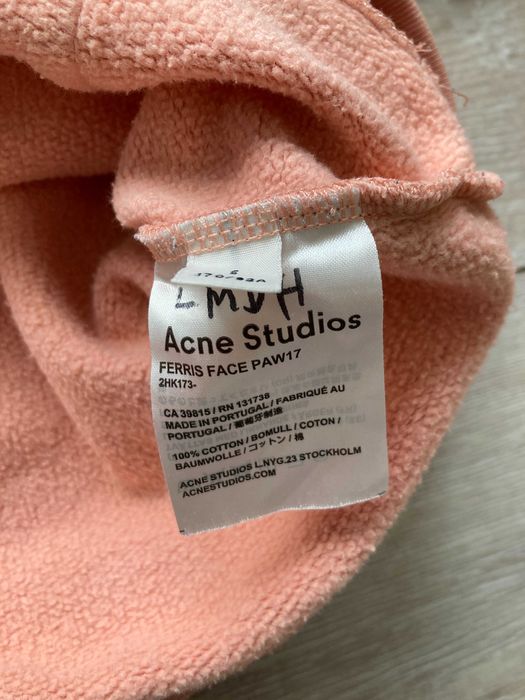 LMJH
Acne Studios
FERRIS FACE PAW17
2HK173-
CA 39815 / RN 131738
MADE IN PORTUGAL / FABRIQUÉ AU
PORTUGAL / 葡萄牙制造
100% COTTON / BOMULL / COTON /
BAUMWOLLE / コットン / 棉
ACNE STUDIOS L.NYG.23 STOCKHOLM
ACNESTUDIOS.COM